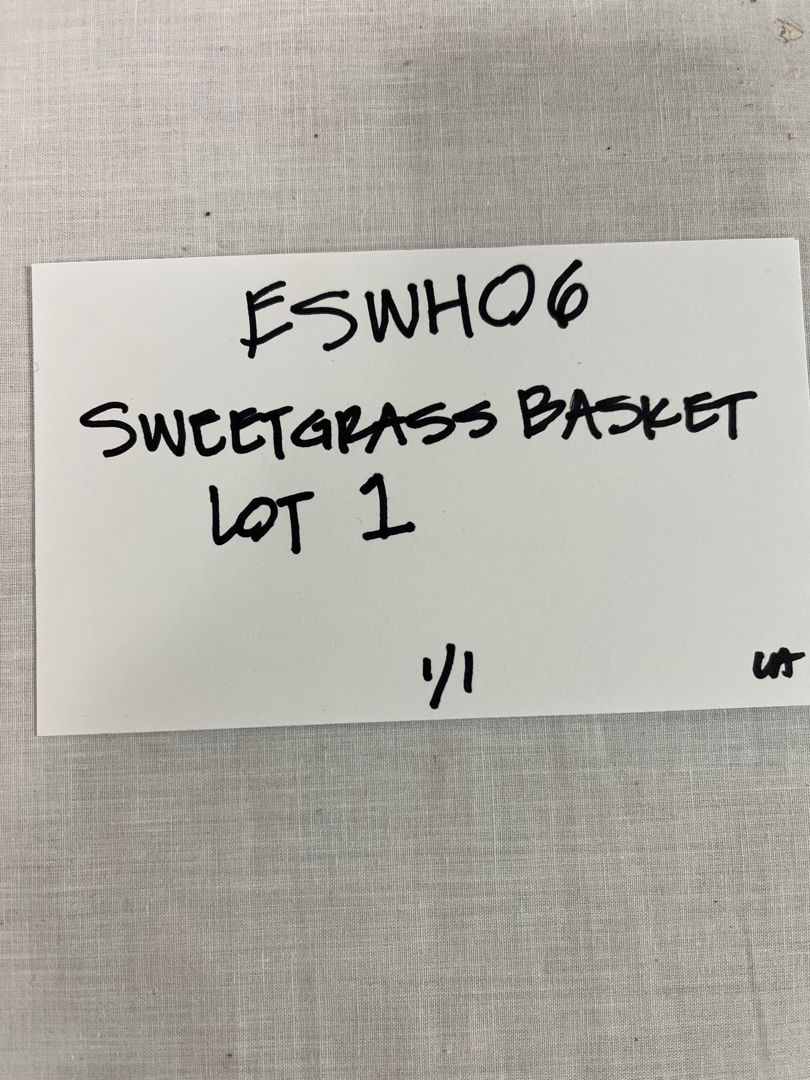 ESWH06
SWEETGRASS BASKET
LOT 1
1/1